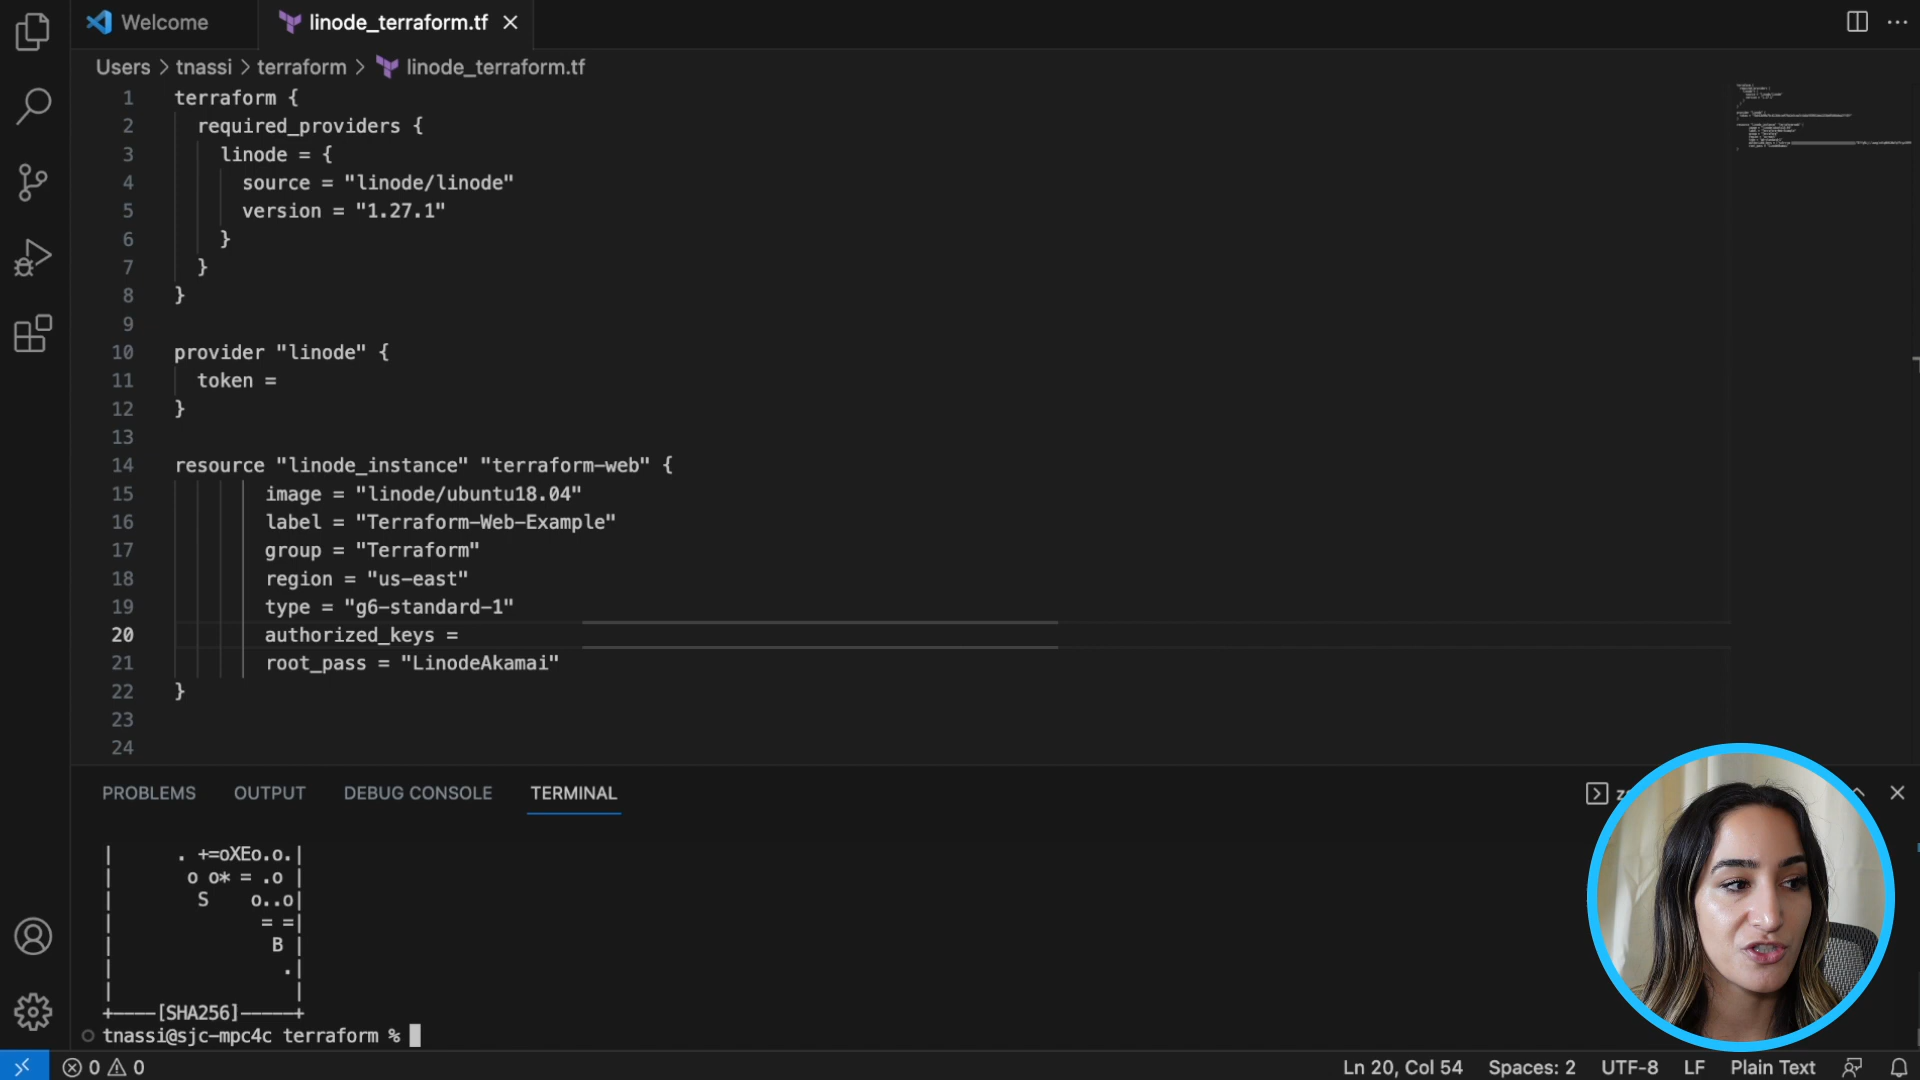 Welcome
linode_terraform.tf
Users > tnassi > terraform > linode_terraform.tf
1 terraform {
2 required_providers {
3 linode = {
4 source = "linode/linode"
5 version = "1.27.1"
6 }
7 }
8 }
9
10 provider "linode" {
11 token =
12 }
13
14 resource "linode_instance" "terraform-web" {
15 image = "linode/ubuntu18.04"
16 label = "Terraform-Web-Example"
17 group = "Terraform"
18 region = "us-east"
19 type = "g6-standard-1"
20 authorized_keys =
21 root_pass = "LinodeAkamai"
22 }
23
24
PROBLEMS OUTPUT DEBUG CONSOLE TERMINAL
| . +=oXEo.o.|
| o o* = .o |
| S o..o|
| = =|
| B |
| .|
| |
+----[SHA256]-----+
tnassi@sjc-mpc4c terraform %
0 0
Ln 20, Col 54 Spaces: 2 UTF-8 LF Plain Text